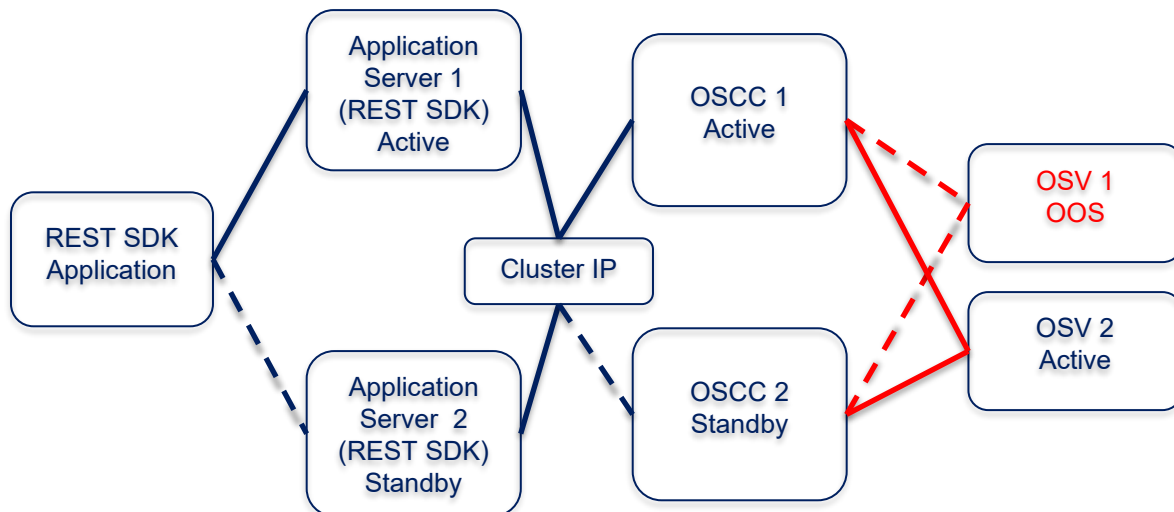 REST SDK
Application
Application
Server 1
(REST SDK)
Active
Application
Server 2
(REST SDK)
Standby
Cluster IP
OSCC 1
Active
OSCC 2
Standby
OSV 1
OOS
OSV 2
Active